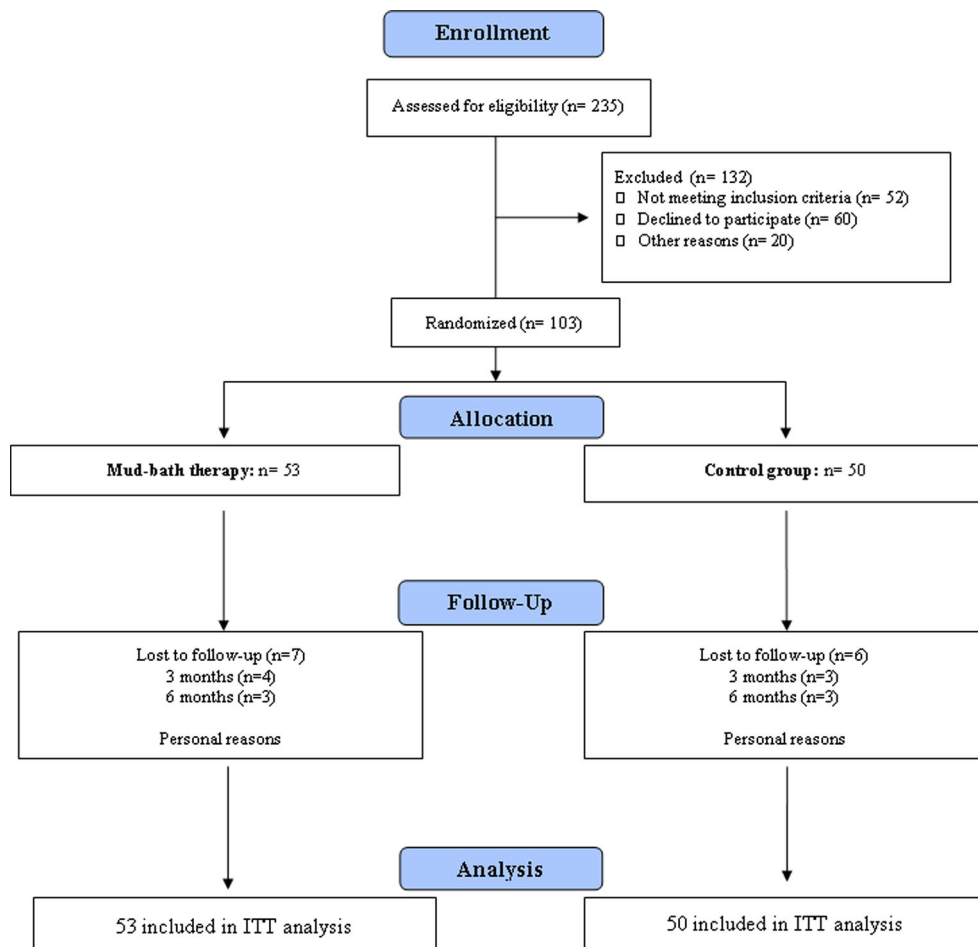 Enrollment
Assessed for eligibility (n= 235)
Excluded (n= 132)
Not meeting inclusion criteria (n= 52)
Declined to participate (n= 60)
Other reasons (n= 20)
Randomized (n= 103)
Allocation
Mud-bath therapy: n= 53
Control group: n= 50
Follow-Up
Lost to follow-up (n=7)
3 months (n=4)
6 months (n=3)
Personal reasons
Lost to follow-up (n=6)
3 months (n=3)
6 months (n=3)
Personal reasons
Analysis
53 included in ITT analysis
50 included in ITT analysis